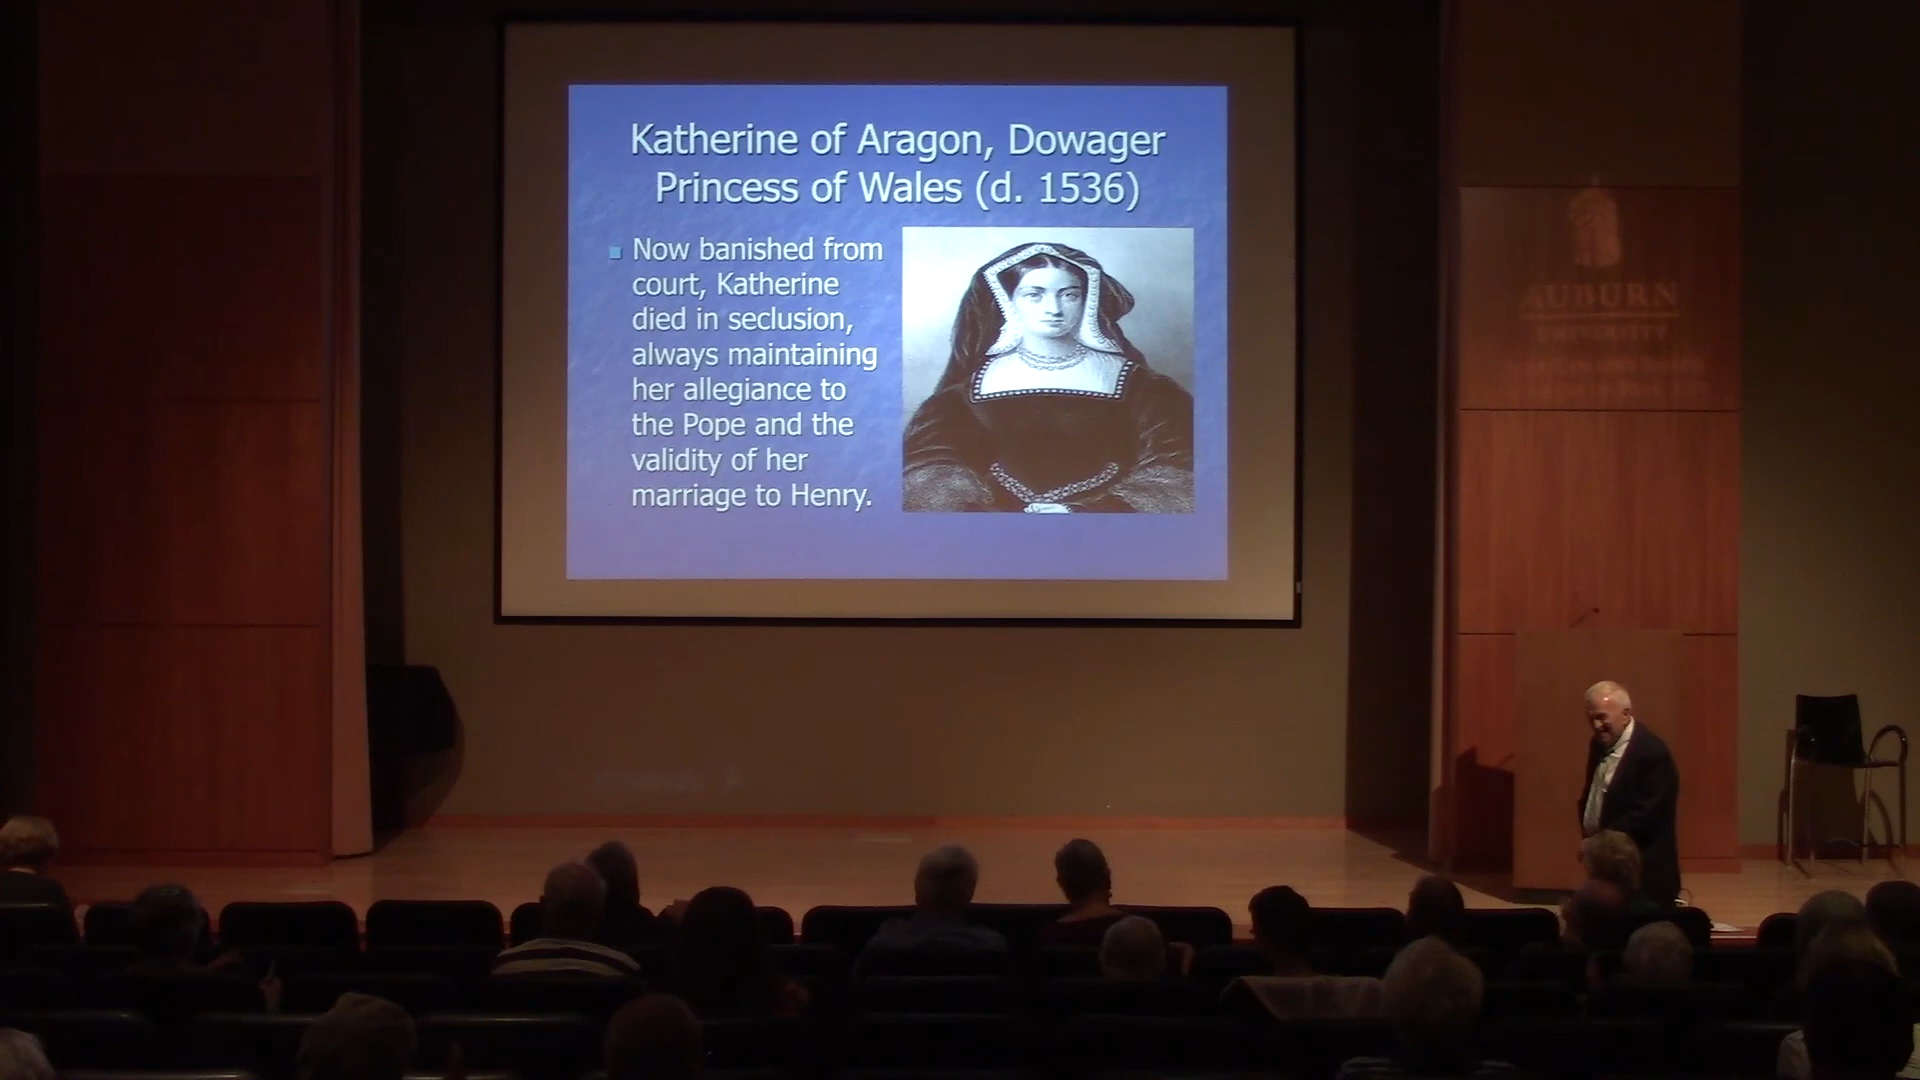 Katherine of Aragon, Dowager
Princess of Wales (d. 1536)
Now banished from
court, Katherine
died in seclusion,
always maintaining
her allegiance to
the Pope and the
validity of her
marriage to Henry.
AUBURN
UNIVERSITY